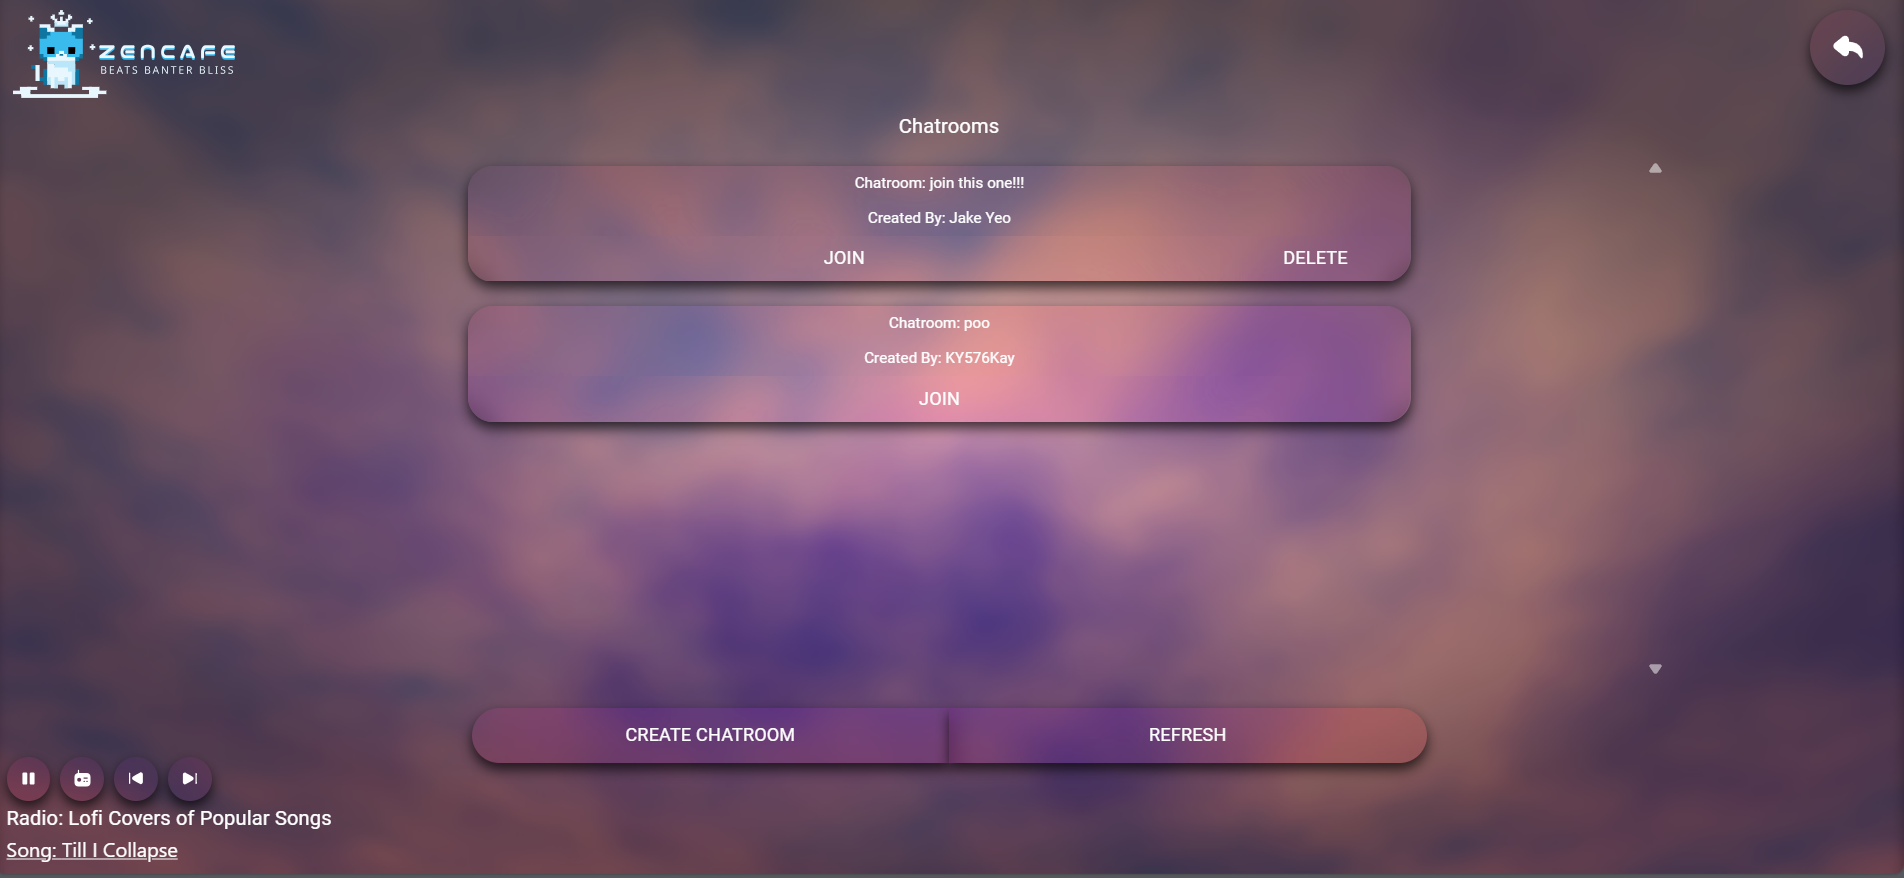 ZENCAFE
BEATS BANTER BLISS
Chatrooms
Chatroom: join this one!!!
Created By: Jake Yeo
JOIN
DELETE
Chatroom: poo
Created By: KY576Kay
JOIN
CREATE CHATROOM
REFRESH
Radio: Lofi Covers of Popular Songs
Song: Till I Collapse